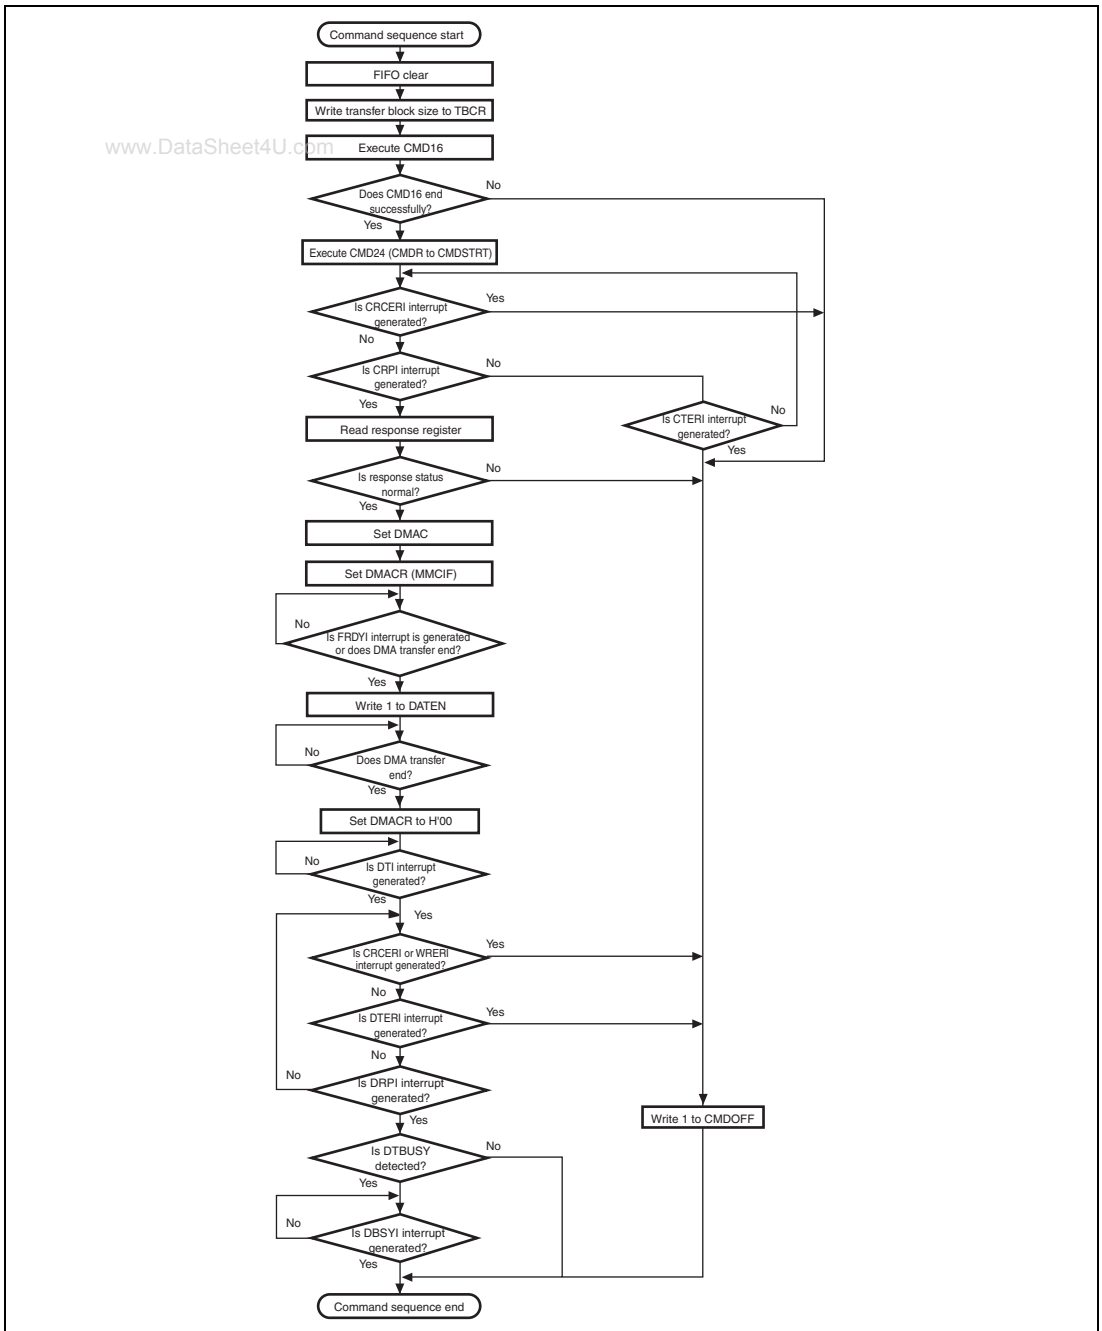 Command sequence start
FIFO clear
Write transfer block size to TBCR
www.DataSheet4U.com
Execute CMD16
No
Does CMD16 end
successfully?
Yes
Execute CMD24 (CMDR to CMDSTRT)
Yes
Is CRCERI interrupt
generated?
No
No
Is CRPI interrupt
generated?
Yes
No
Is CTERI interrupt
generated?
Yes
Read response register
No
Is response status
normal?
Yes
Set DMAC
Set DMACR (MMCIF)
No
Is FRDYI interrupt is generated
or does DMA transfer end?
Yes
Write 1 to DATEN
No
Does DMA transfer
end?
Yes
Set DMACR to H'00
No
Is DTI interrupt
generated?
Yes
Yes
Yes
Is CRCERI or WRERI
interrupt generated?
No
Yes
Is DTERI interrupt
generated?
No
No
Is DRPI interrupt
generated?
Yes
Write 1 to CMDOFF
No
Is DTBUSY
detected?
Yes
No
Is DBSYI interrupt
generated?
Yes
Command sequence end